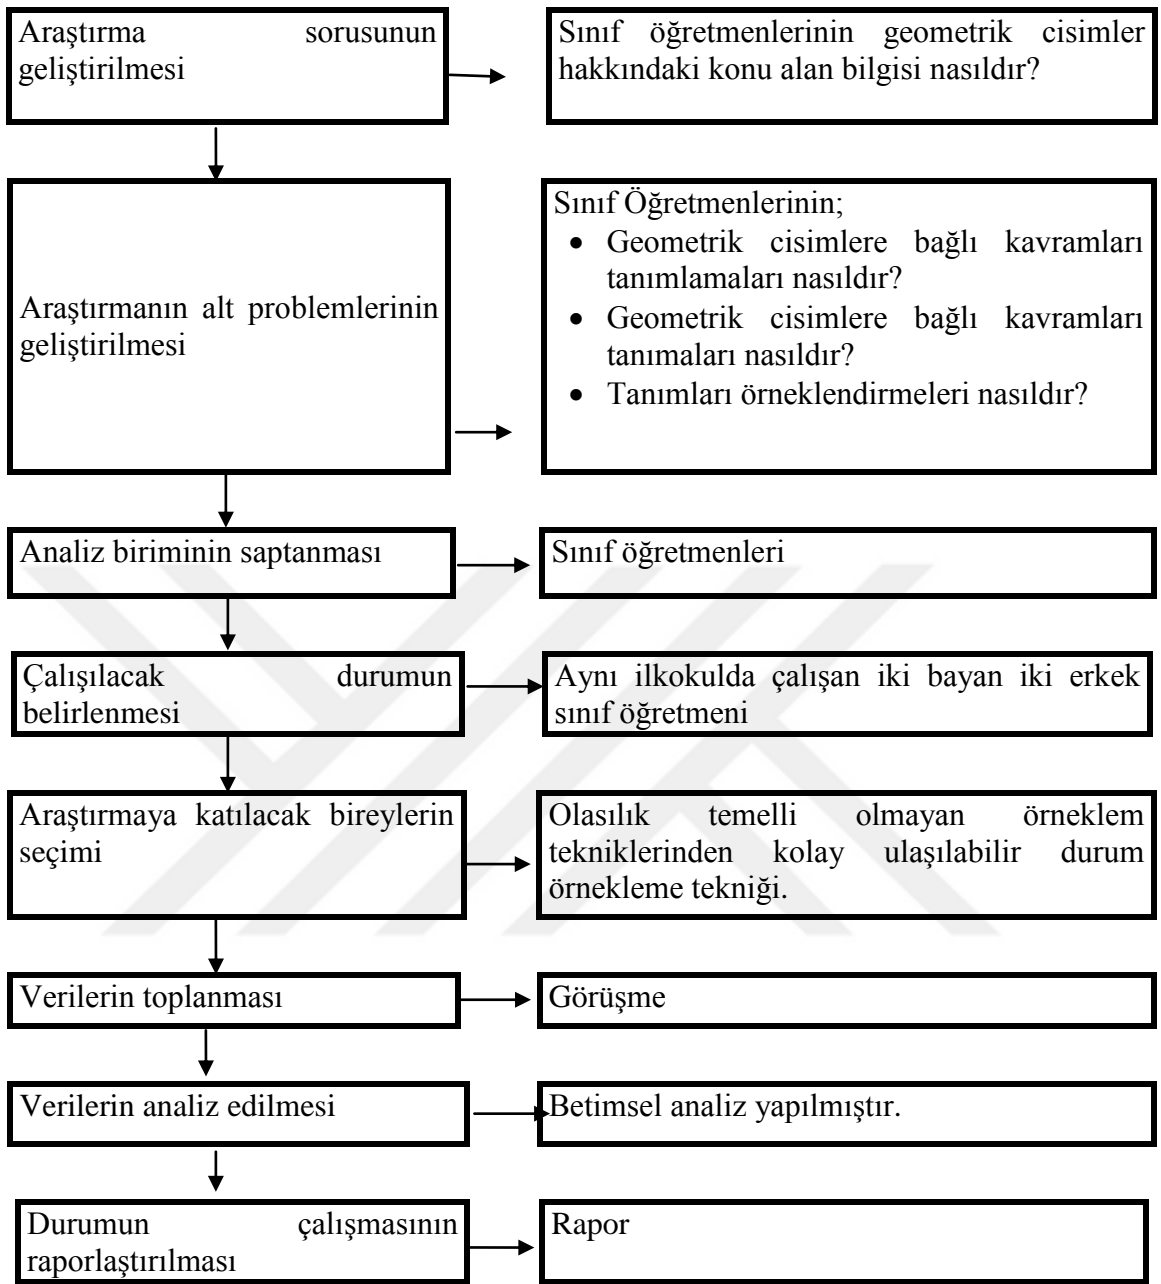 Araştırma sorusunun
geliştirilmesi
Sınıf öğretmenlerinin geometrik cisimler
hakkındaki konu alan bilgisi nasıldır?
Araştırmanın alt problemlerinin
geliştirilmesi
Sınıf Öğretmenlerinin;
• Geometrik cisimlere bağlı kavramları
tanımlamaları nasıldır?
• Geometrik cisimlere bağlı kavramları
tanımaları nasıldır?
• Tanımları örneklendirmeleri nasıldır?
Analiz biriminin saptanması
Sınıf öğretmenleri
Çalışılacak durumun
belirlenmesi
Aynı ilkokulda çalışan iki bayan iki erkek
sınıf öğretmeni
Araştırmaya katılacak bireylerin
seçimi
Olasılık temelli olmayan örneklem
tekniklerinden kolay ulaşılabilir durum
örnekleme tekniği.
Verilerin toplanması
Görüşme
Verilerin analiz edilmesi
Betimsel analiz yapılmıştır.
Durumun çalışmasının
raporlaştırılması
Rapor